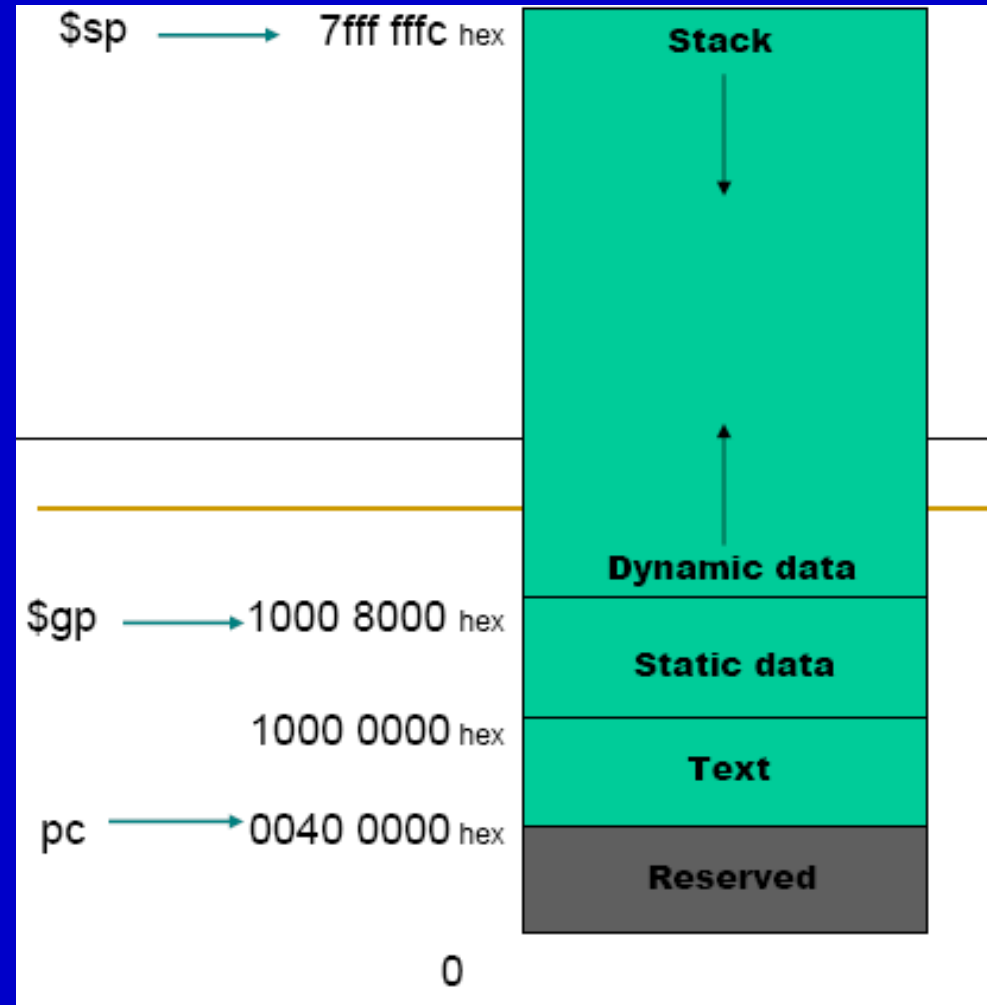 $sp 7fff fffc hex Stack
Dynamic data
$gp 1000 8000 hex
Static data
1000 0000 hex
Text
pc 0040 0000 hex
Reserved
0